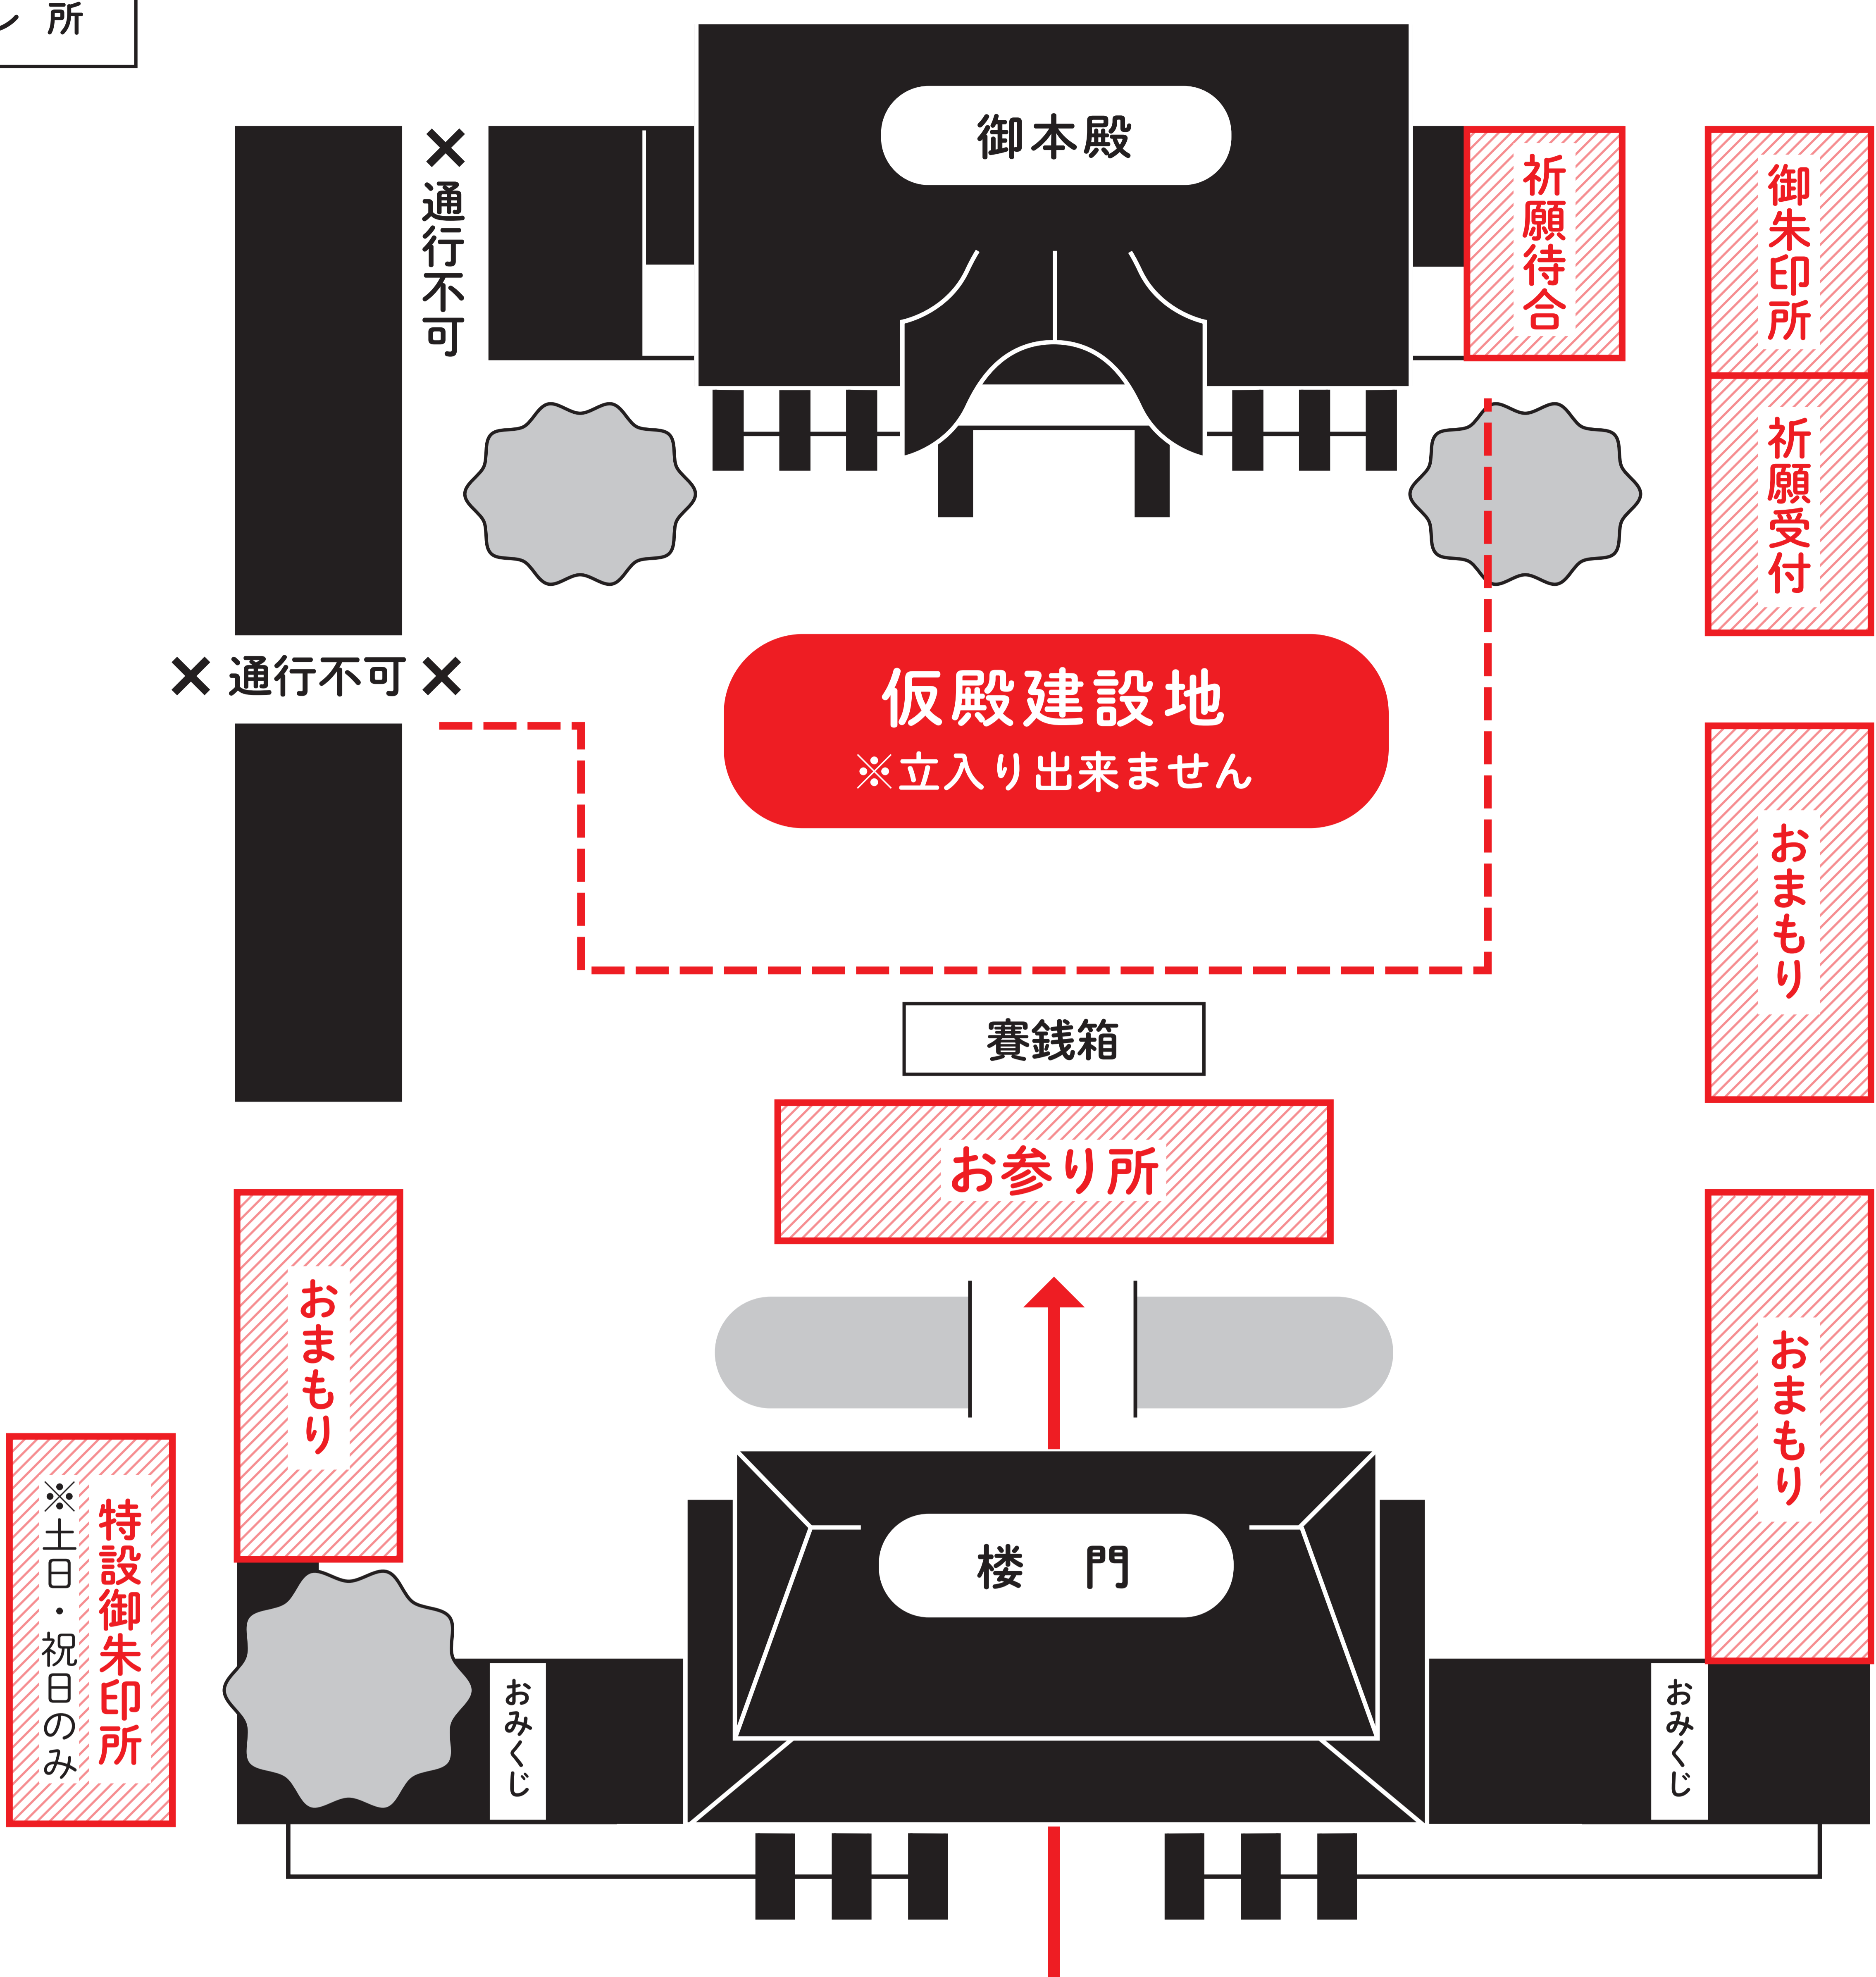 所
御本殿
通行不可
祈願待合
御朱印所
祈願受付
通行不可
仮殿建設地
※立入り出来ません
おまもり
賽銭箱
お参り所
おまもり
おまもり
特設御朱印所
※土日・祝日のみ
楼 門
おみくじ
おみくじ